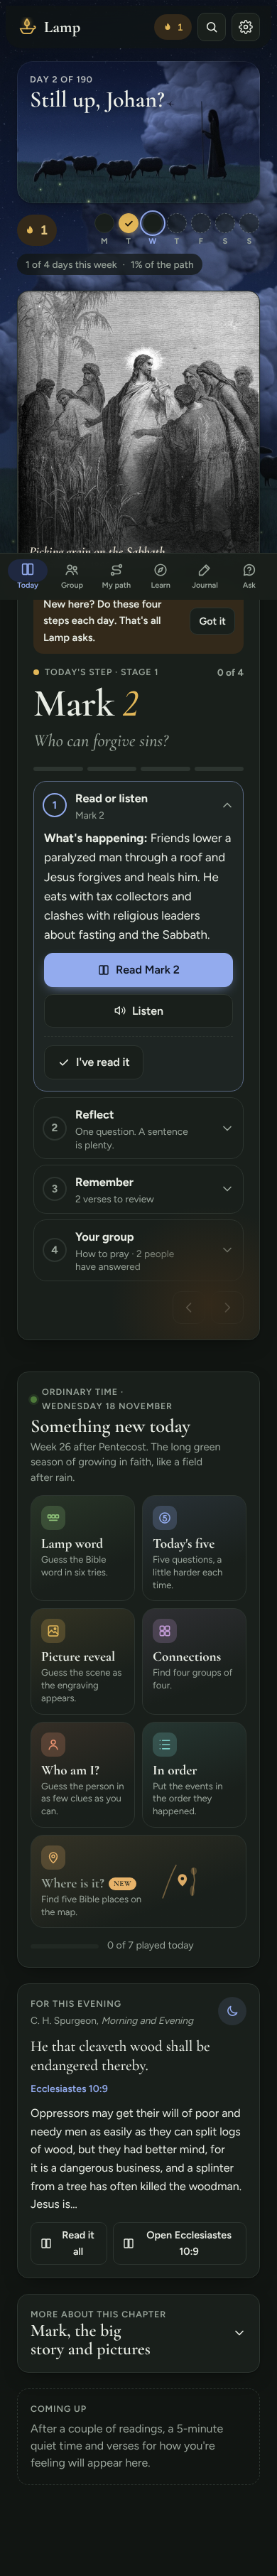 Lamp
1
DAY 2 OF 190
Still up, Johan?
1
M T W T F S S
1 of 4 days this week · 1% of the path
Picking grain on the Sabbath
Today Group My path Learn Journal Ask
New here? Do these four
steps each day. That's all
Lamp asks.
Got it
TODAY'S STEP · STAGE 1
0 of 4
Mark 2
Who can forgive sins?
1
Read or listen
Mark 2
What's happening: Friends lower a
paralyzed man through a roof and
Jesus forgives and heals him. He
eats with tax collectors and
clashes with religious leaders
about fasting and the Sabbath.
Read Mark 2
Listen
I've read it
2
Reflect
One question. A sentence
is plenty.
3
Remember
2 verses to review
4
Your group
How to pray · 2 people
have answered
ORDINARY TIME ·
WEDNESDAY 18 NOVEMBER
Something new today
Week 26 after Pentecost. The long green
season of growing in faith, like a field
after rain.
Lamp word
Guess the Bible
word in six tries.
5
Today's five
Five questions, a
little harder each
time.
Picture reveal
Guess the scene as
the engraving
appears.
Connections
Find four groups of
four.
Who am I?
Guess the person in
as few clues as you
can.
In order
Put the events in
the order they
happened.
Where is it? NEW
Find five Bible places on
the map.
0 of 7 played today
FOR THIS EVENING
C. H. Spurgeon, Morning and Evening
He that cleaveth wood shall be
endangered thereby.
Ecclesiastes 10:9
Oppressors may get their will of poor and
needy men as easily as they can split logs
of wood, but they had better mind, for
it is a dangerous business, and a splinter
from a tree has often killed the woodman.
Jesus is…
Read it
all
Open Ecclesiastes
10:9
MORE ABOUT THIS CHAPTER
Mark, the big
story and pictures
COMING UP
After a couple of readings, a 5-minute
quiet time and verses for how you're
feeling will appear here.